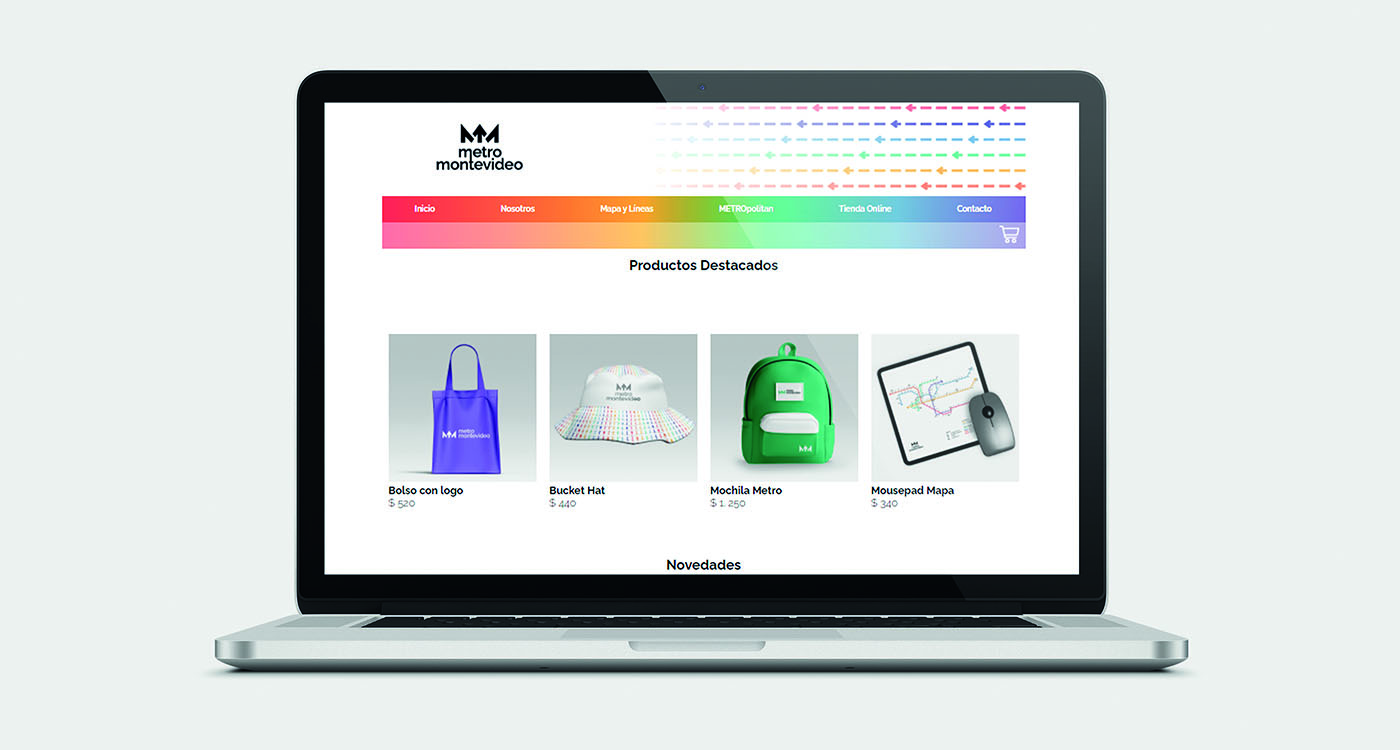 metro
montevideo
Inicio Nosotros Mapa y Líneas METROpolitan Tienda Online Contacto
Productos Destacados
metro
montevideo
metro
montevideo
Bolso con logo Bucket Hat Mochila Metro Mousepad Mapa
$ 520 $ 440 $ 1. 250 $ 340
Novedades